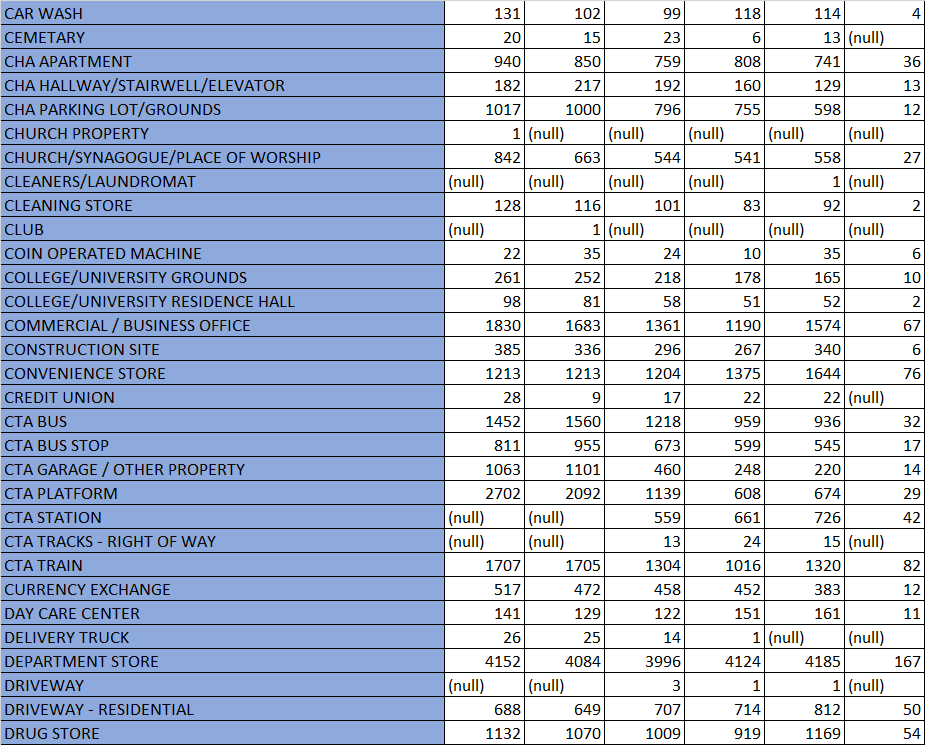 CAR WASH 131 102 99 118 114 4
CEMETARY 20 15 23 6 13 (null)
CHA APARTMENT 940 850 759 808 741 36
CHA HALLWAY/STAIRWELL/ELEVATOR 182 217 192 160 129 13
CHA PARKING LOT/GROUNDS 1017 1000 796 755 598 12
CHURCH PROPERTY 1 (null) (null) (null) (null) (null)
CHURCH/SYNAGOGUE/PLACE OF WORSHIP 842 663 544 541 558 27
CLEANERS/LAUNDROMAT (null) (null) (null) (null) 1 (null)
CLEANING STORE 128 116 101 83 92 2
CLUB (null) 1 (null) (null) (null) (null)
COIN OPERATED MACHINE 22 35 24 10 35 6
COLLEGE/UNIVERSITY GROUNDS 261 252 218 178 165 10
COLLEGE/UNIVERSITY RESIDENCE HALL 98 81 58 51 52 2
COMMERCIAL / BUSINESS OFFICE 1830 1683 1361 1190 1574 67
CONSTRUCTION SITE 385 336 296 267 340 6
CONVENIENCE STORE 1213 1213 1204 1375 1644 76
CREDIT UNION 28 9 17 22 22 (null)
CTA BUS 1452 1560 1218 959 936 32
CTA BUS STOP 811 955 673 599 545 17
CTA GARAGE / OTHER PROPERTY 1063 1101 460 248 220 14
CTA PLATFORM 2702 2092 1139 608 674 29
CTA STATION (null) (null) 559 661 726 42
CTA TRACKS - RIGHT OF WAY (null) (null) 13 24 15 (null)
CTA TRAIN 1707 1705 1304 1016 1320 82
CURRENCY EXCHANGE 517 472 458 452 383 12
DAY CARE CENTER 141 129 122 151 161 11
DELIVERY TRUCK 26 25 14 1 (null) (null)
DEPARTMENT STORE 4152 4084 3996 4124 4185 167
DRIVEWAY (null) (null) 3 1 1 (null)
DRIVEWAY - RESIDENTIAL 688 649 707 714 812 50
DRUG STORE 1132 1070 1009 919 1169 54